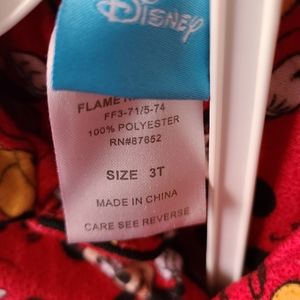 Disney
FLAME
FF3-71/5-74
100% POLYESTER
RN#87652
SIZE 3T
MADE IN CHINA
CARE SEE REVERSE